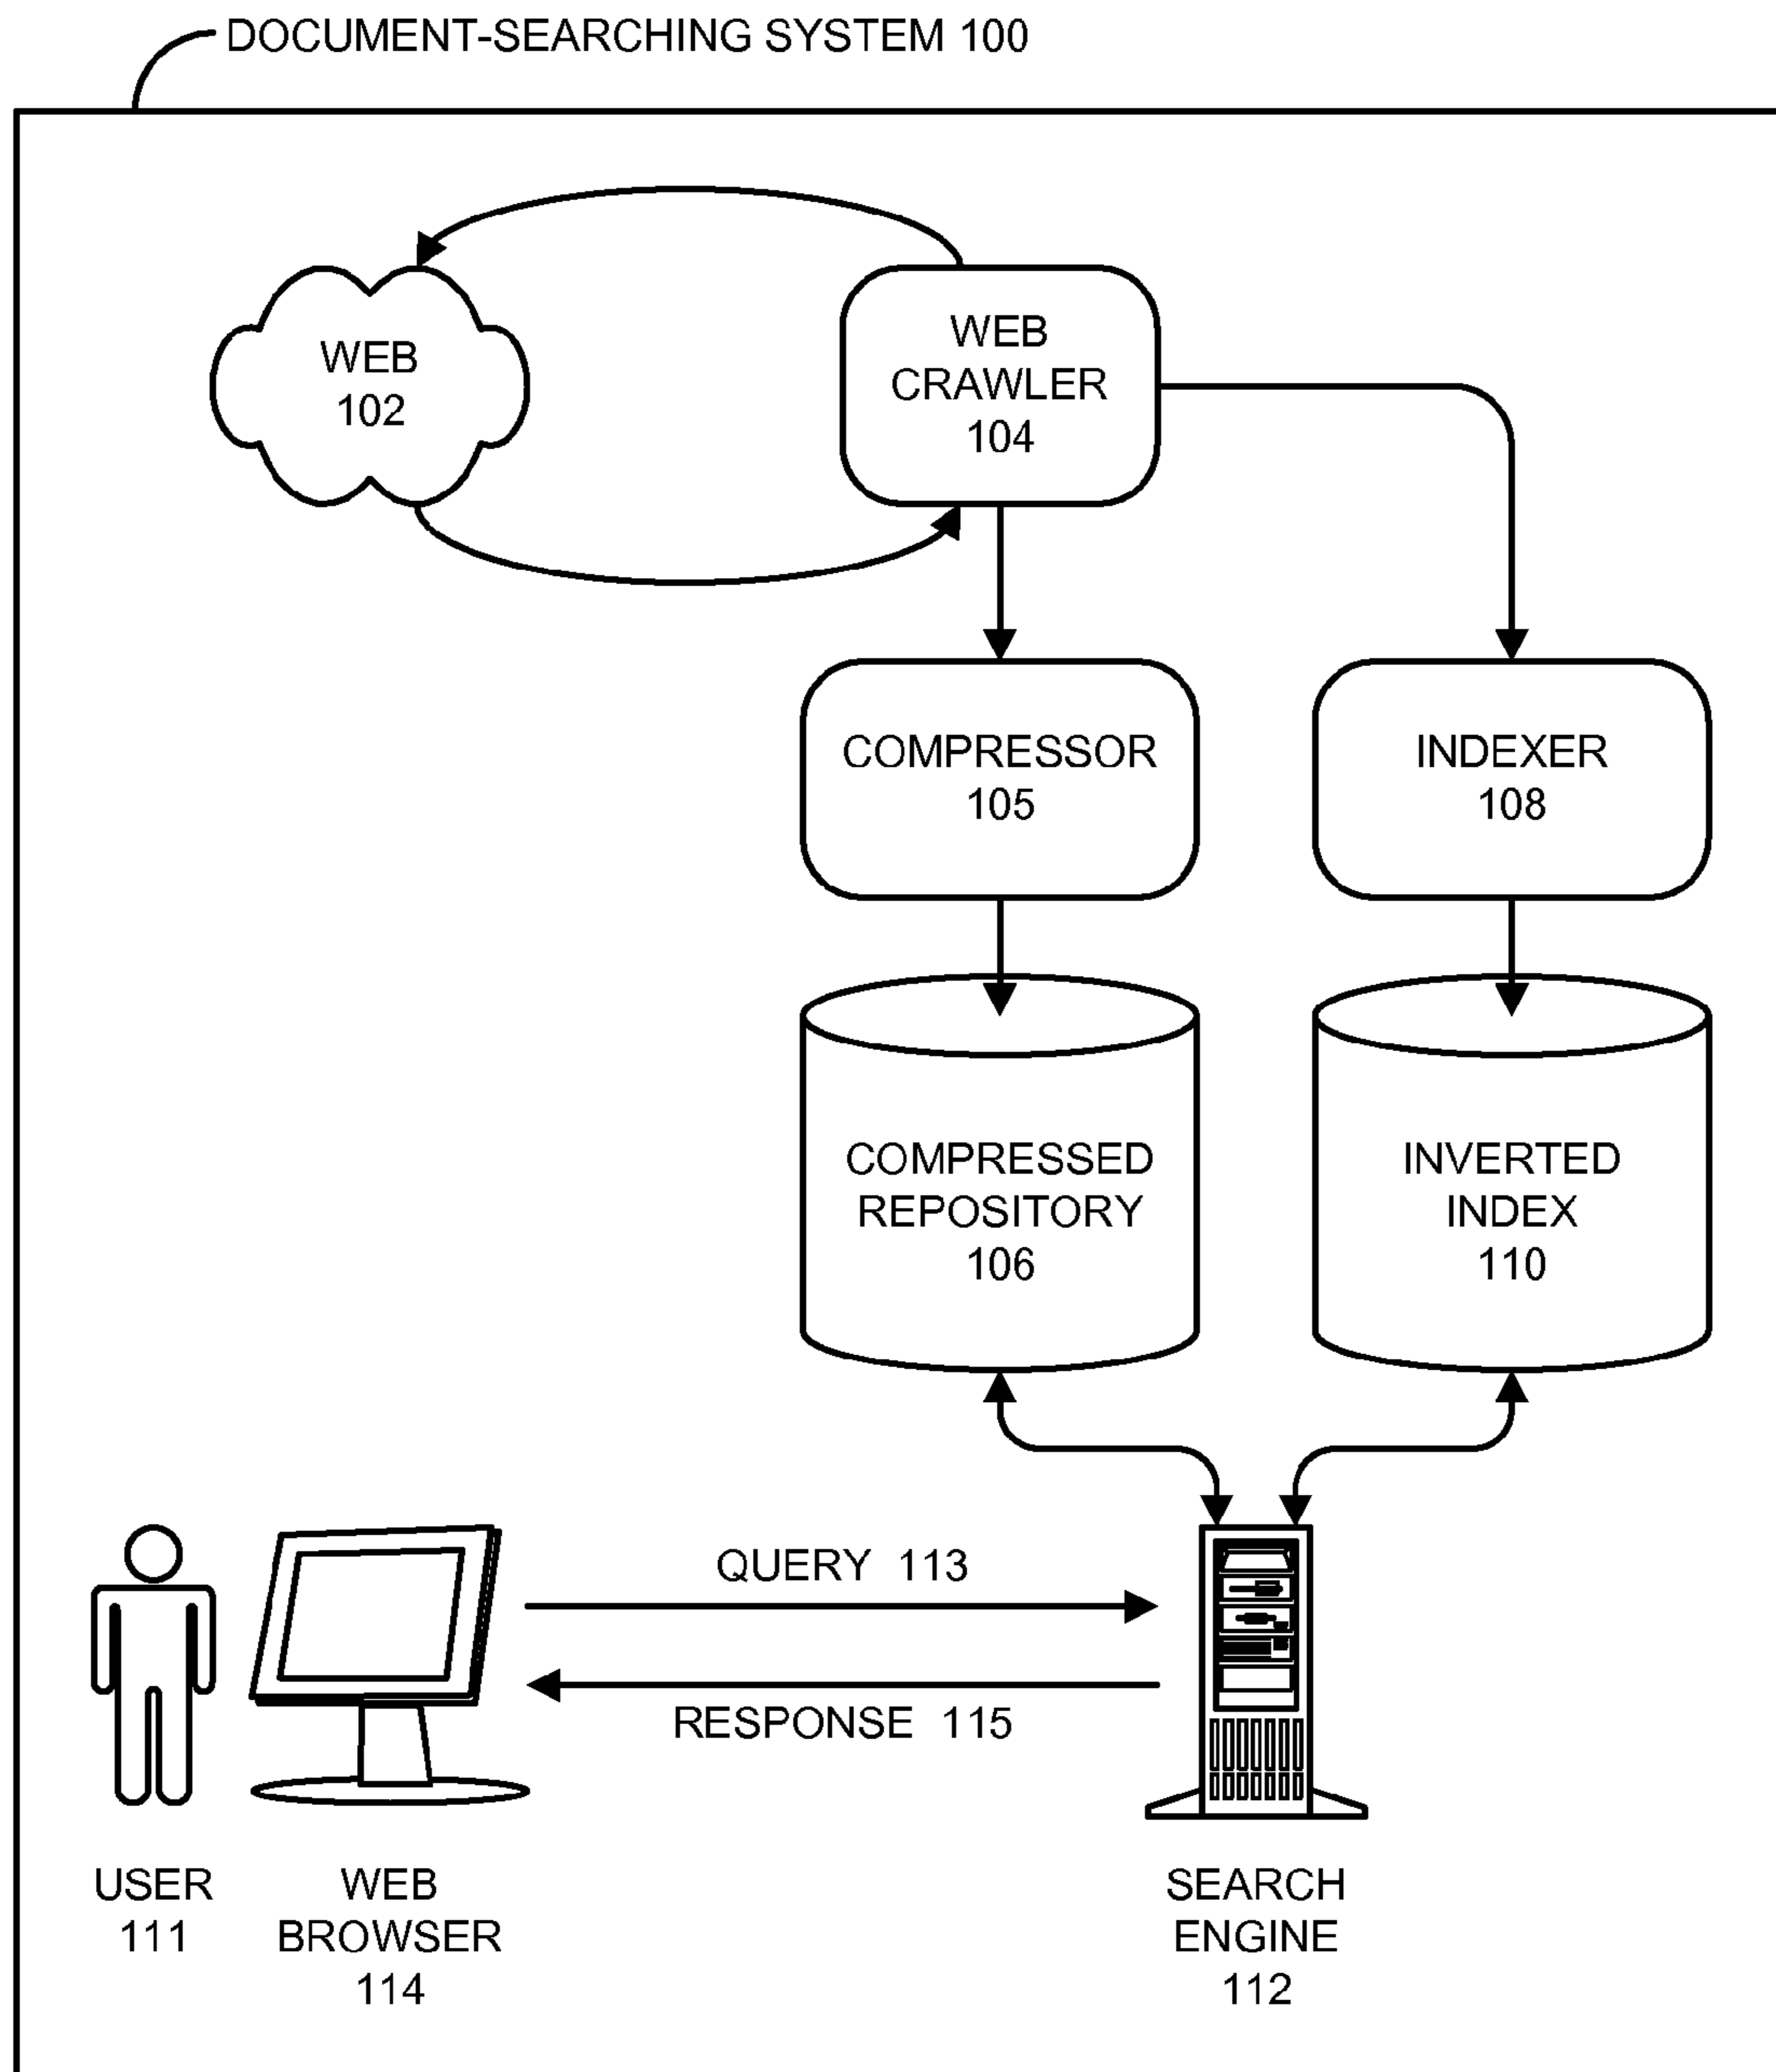 DOCUMENT-SEARCHING SYSTEM 100
WEB
102
WEB
CRAWLER
104
COMPRESSOR
105
INDEXER
108
COMPRESSED
REPOSITORY
106
INVERTED
INDEX
110
QUERY 113
RESPONSE 115
USER
111
WEB
BROWSER
114
SEARCH
ENGINE
112